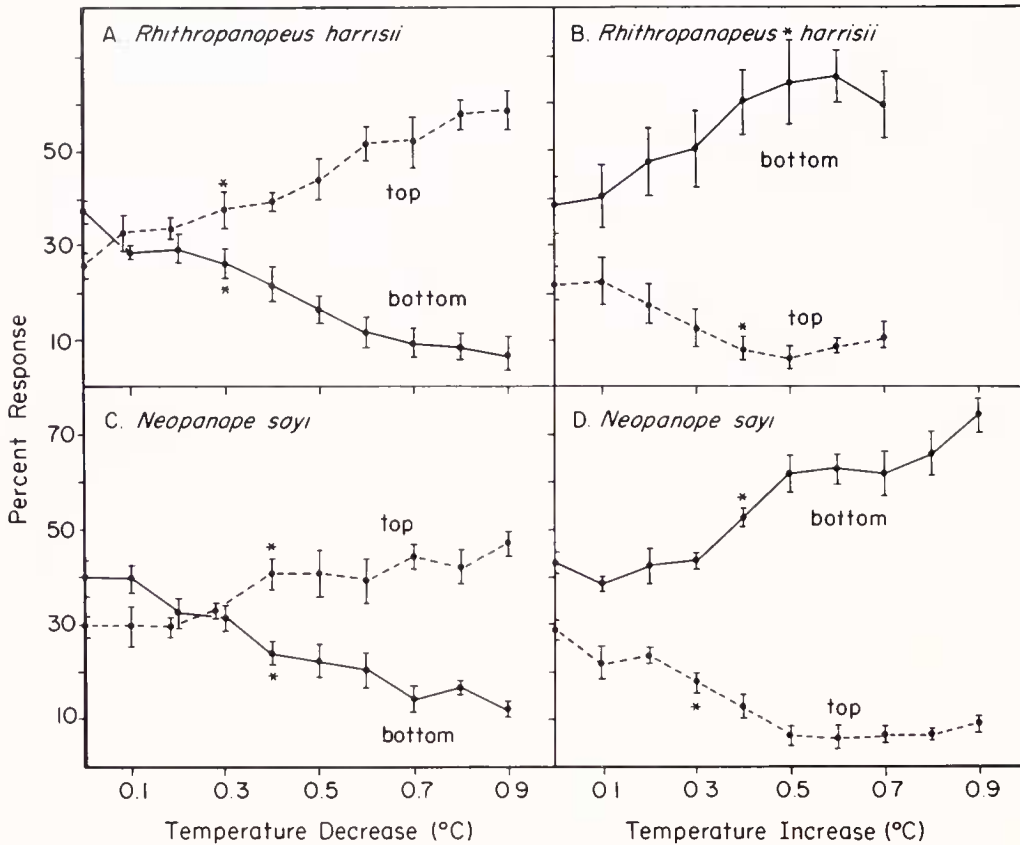 A. Rhithropanopeus harrisii
B. Rhithropanopeus * harrisii
50
30
10
*
top
*
bottom
bottom
*
top
Percent Response
C. Neopanope sayi
D. Neopanope sayi
70
50
30
10
*
top
*
bottom
*
bottom
*
top
0.1 0.3 0.5 0.7 0.9
0.1 0.3 0.5 0.7 0.9
Temperature Decrease (°C)
Temperature Increase (°C)